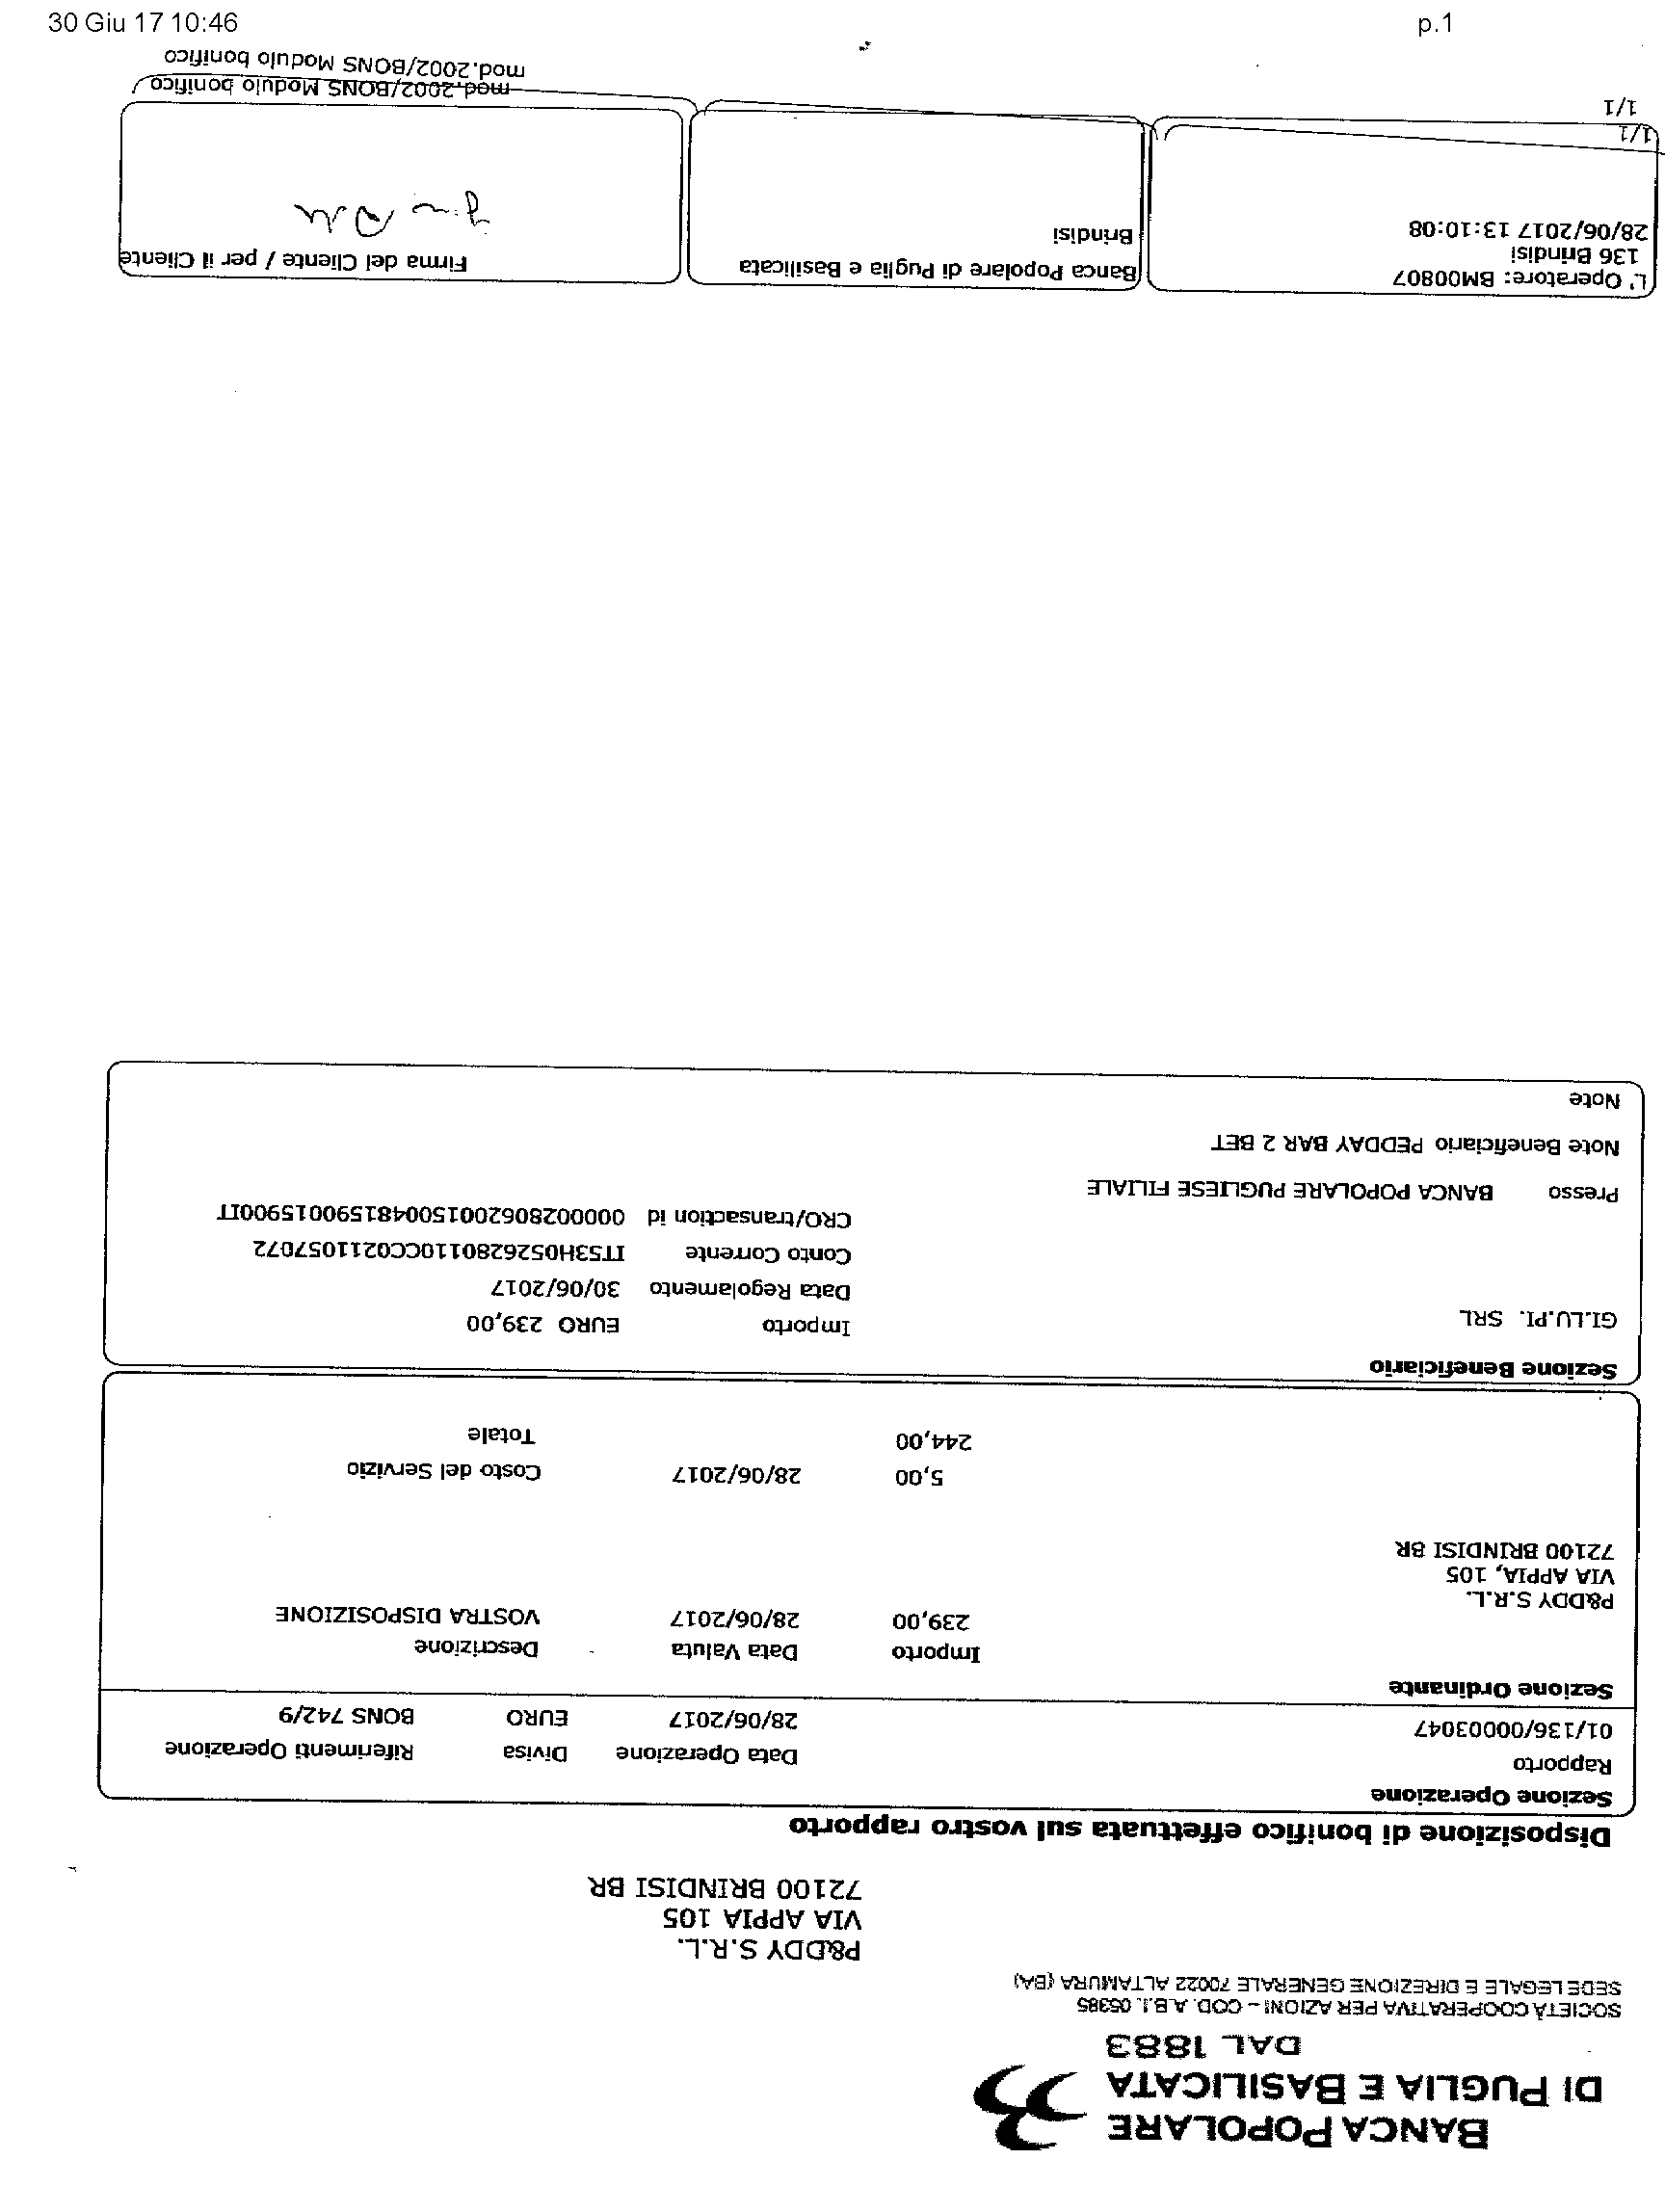 30 Giu 17 10:46 p.1
BANCA POPOLARE
DI PUGLIA E BASILICATA
DAL 1883
SOCIETÀ COOPERATIVA PER AZIONI - COD. A.B.I. 05385
SEDE LEGALE E DIREZIONE GENERALE 70022 ALTAMURA (BA)
P&DDY S.R.L.
VIA APPIA 105
72100 BRINDISI BR
Disposizione di bonifico effettuata sul vostro rapporto
Sezione Operazione
Rapporto Data Operazione Divisa Riferimenti Operazione
01/136/00003047 28/06/2017 EURO BONS 742/9
Sezione Ordinante
Importo Data Valuta Descrizione
239,00 28/06/2017 VOSTRA DISPOSIZIONE
P&DDY S.R.L.
VIA APPIA, 105
72100 BRINDISI BR
5,00 28/06/2017 Costo del Servizio
244,00 Totale
Sezione Beneficiario
GI.LU.PI. SRL Importo EURO 239,00
Data Regolamento 30/06/2017
Conto Corrente IT53H0526280110CC0211057072
CRO/transaction id 0000028062001500481590015900IT
Presso BANCA POPOLARE PUGLIESE FILIALE
Note Beneficiario PEDDAY BAR 2 BET
Note
L' Operatore: BM00807
136 Brindisi
28/06/2017 13:10:08
Banca Popolare di Puglia e Basilicata
Brindisi
Firma del Cliente / per il Cliente
1/1 mod.2002/BONS Modulo bonifico
1/1 mod.2002/BONS Modulo bonifico